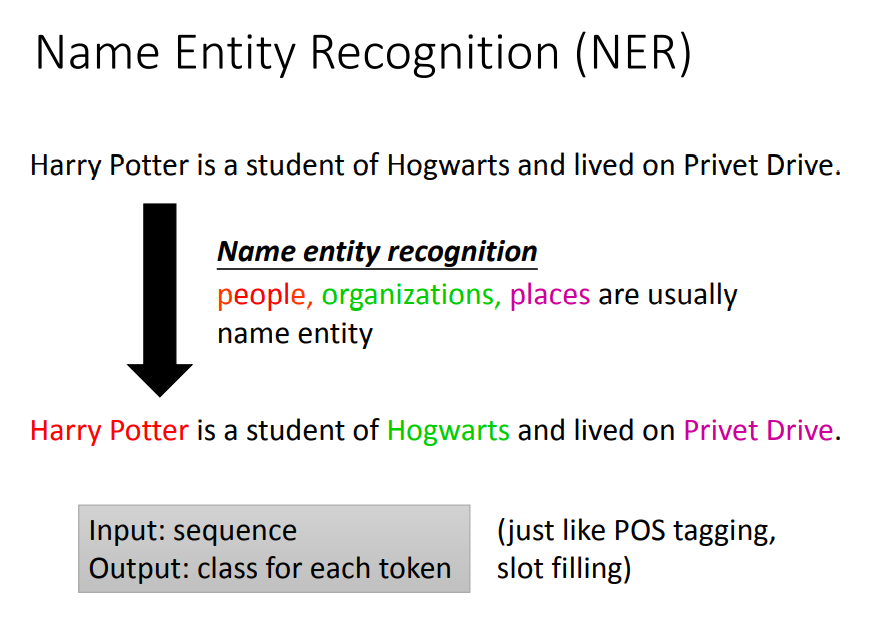 Name Entity Recognition (NER)
Harry Potter is a student of Hogwarts and lived on Privet Drive.
Name entity recognition
people, organizations, places are usually
name entity
Harry Potter is a student of Hogwarts and lived on Privet Drive.
Input: sequence
Output: class for each token
(just like POS tagging,
slot filling)